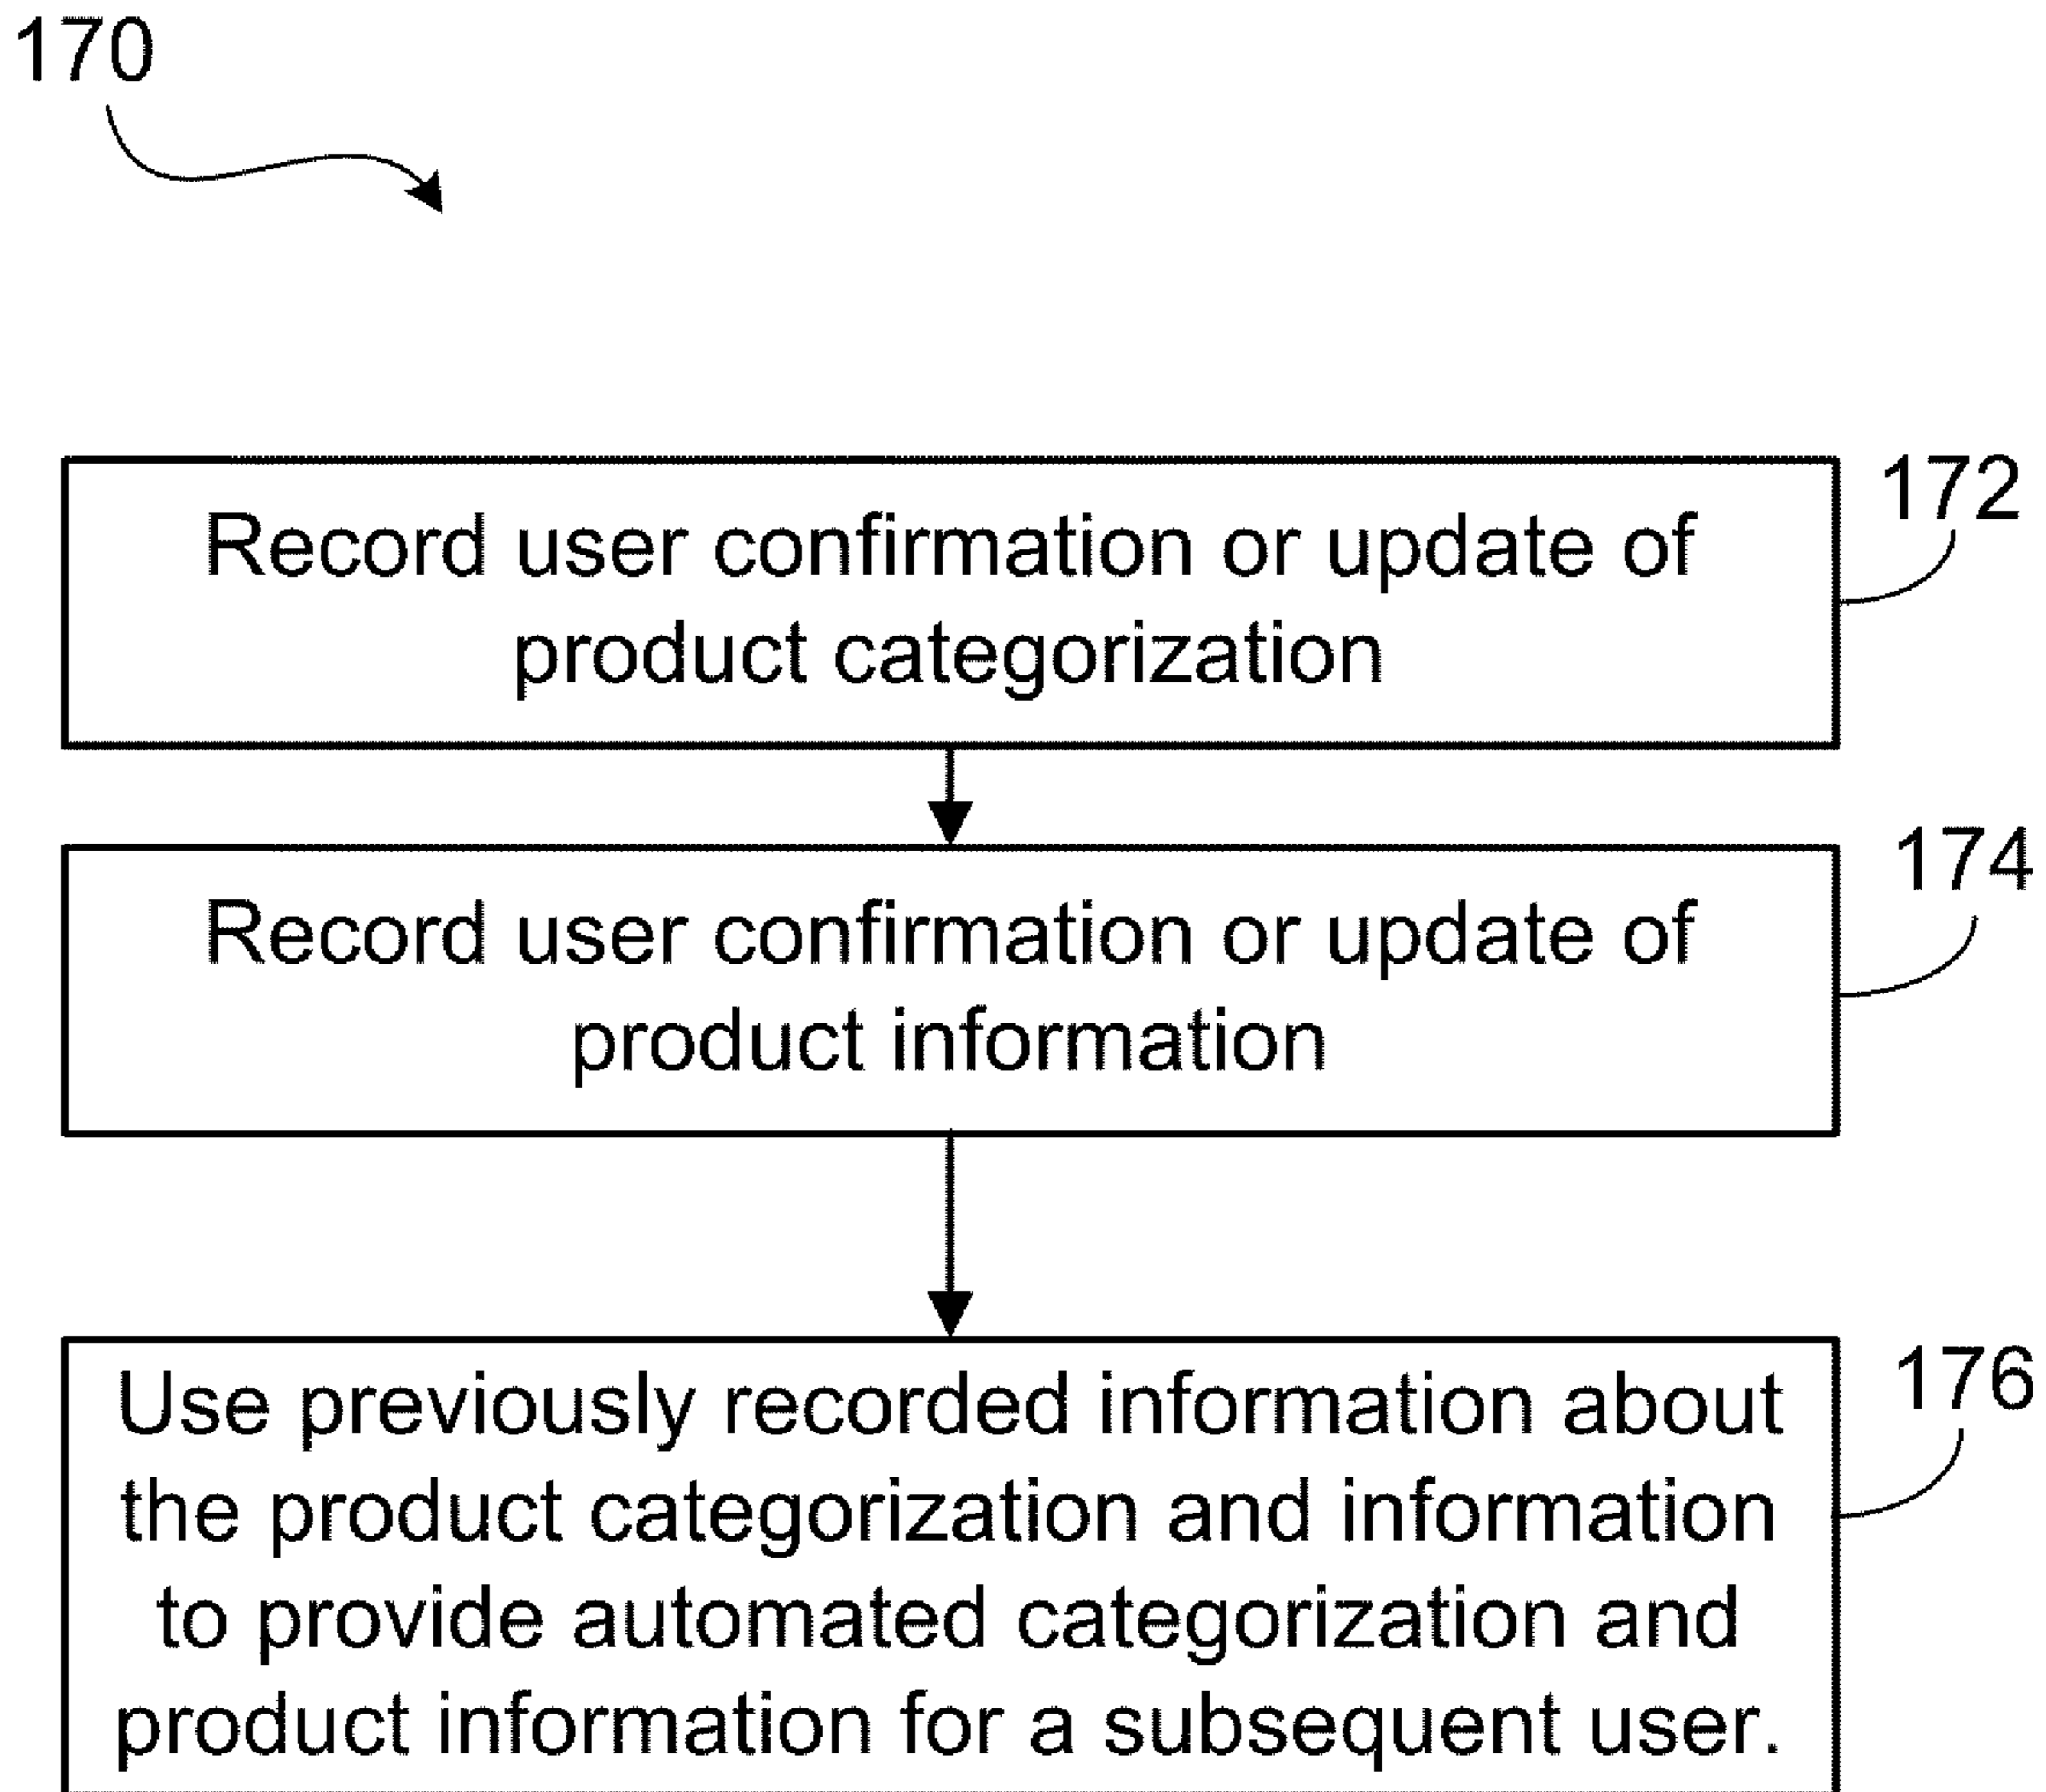 170
172
Record user confirmation or update of
product categorization
174
Record user confirmation or update of
product information
176
Use previously recorded information about
the product categorization and information
to provide automated categorization and
product information for a subsequent user.